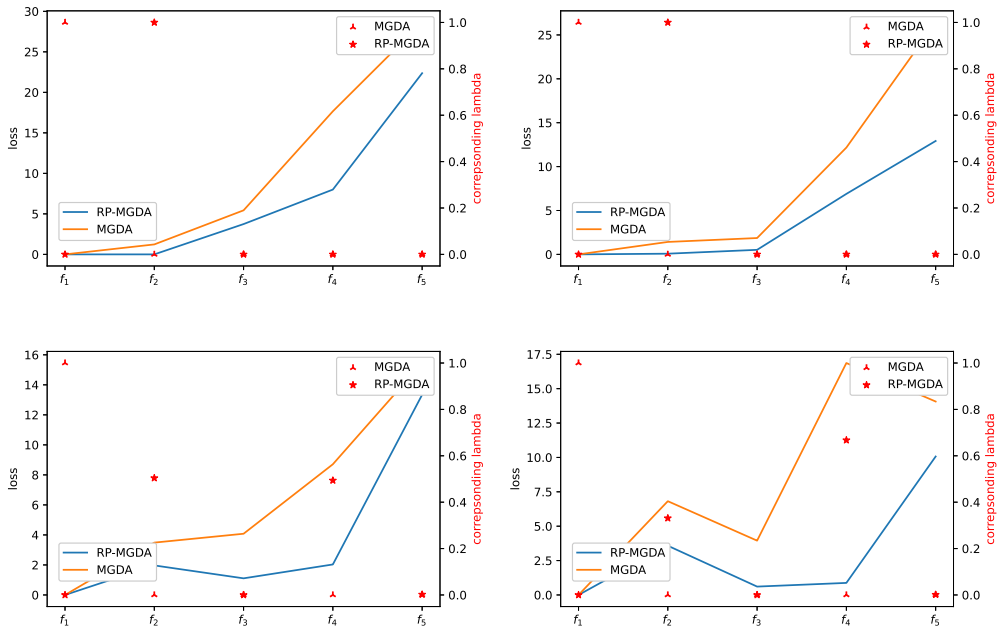 30
25
20
15
10
5
0
loss
f1 f2 f3 f4 f5
1.0
0.8
0.6
0.4
0.2
0.0
correpsonding lambda
MGDA
RP-MGDA
RP-MGDA
MGDA
25
20
15
10
5
0
loss
f1 f2 f3 f4 f5
1.0
0.8
0.6
0.4
0.2
0.0
correpsonding lambda
MGDA
RP-MGDA
RP-MGDA
MGDA
16
14
12
10
8
6
4
2
0
loss
f1 f2 f3 f4 f5
1.0
0.8
0.6
0.4
0.2
0.0
correpsonding lambda
MGDA
RP-MGDA
RP-MGDA
MGDA
17.5
15.0
12.5
10.0
7.5
5.0
2.5
0.0
loss
f1 f2 f3 f4 f5
1.0
0.8
0.6
0.4
0.2
0.0
correpsonding lambda
MGDA
RP-MGDA
RP-MGDA
MGDA